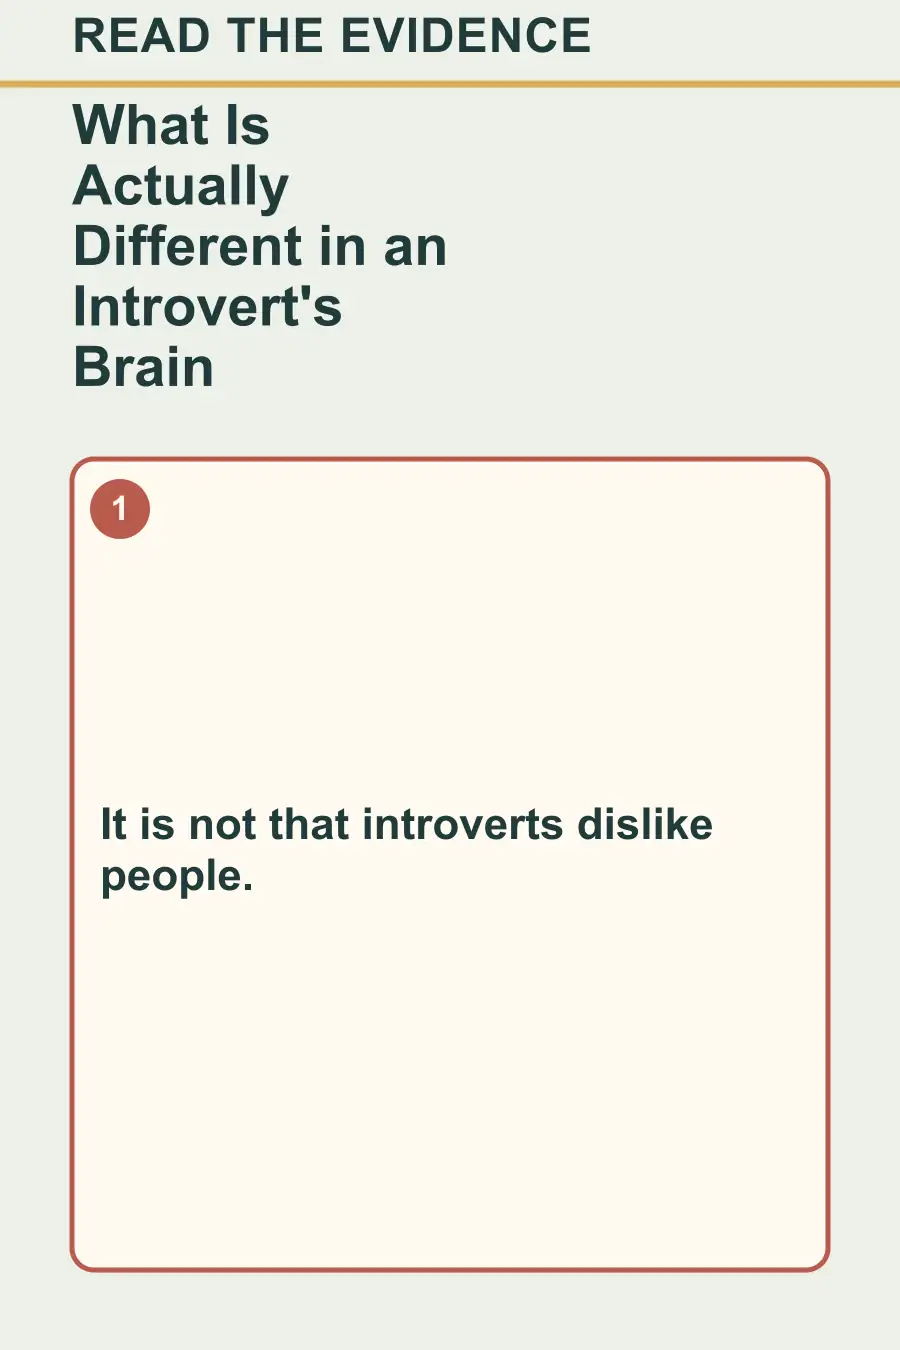 READ THE EVIDENCE
What Is
Actually
Different in an
Introvert's
Brain
1
It is not that introverts dislike
people.